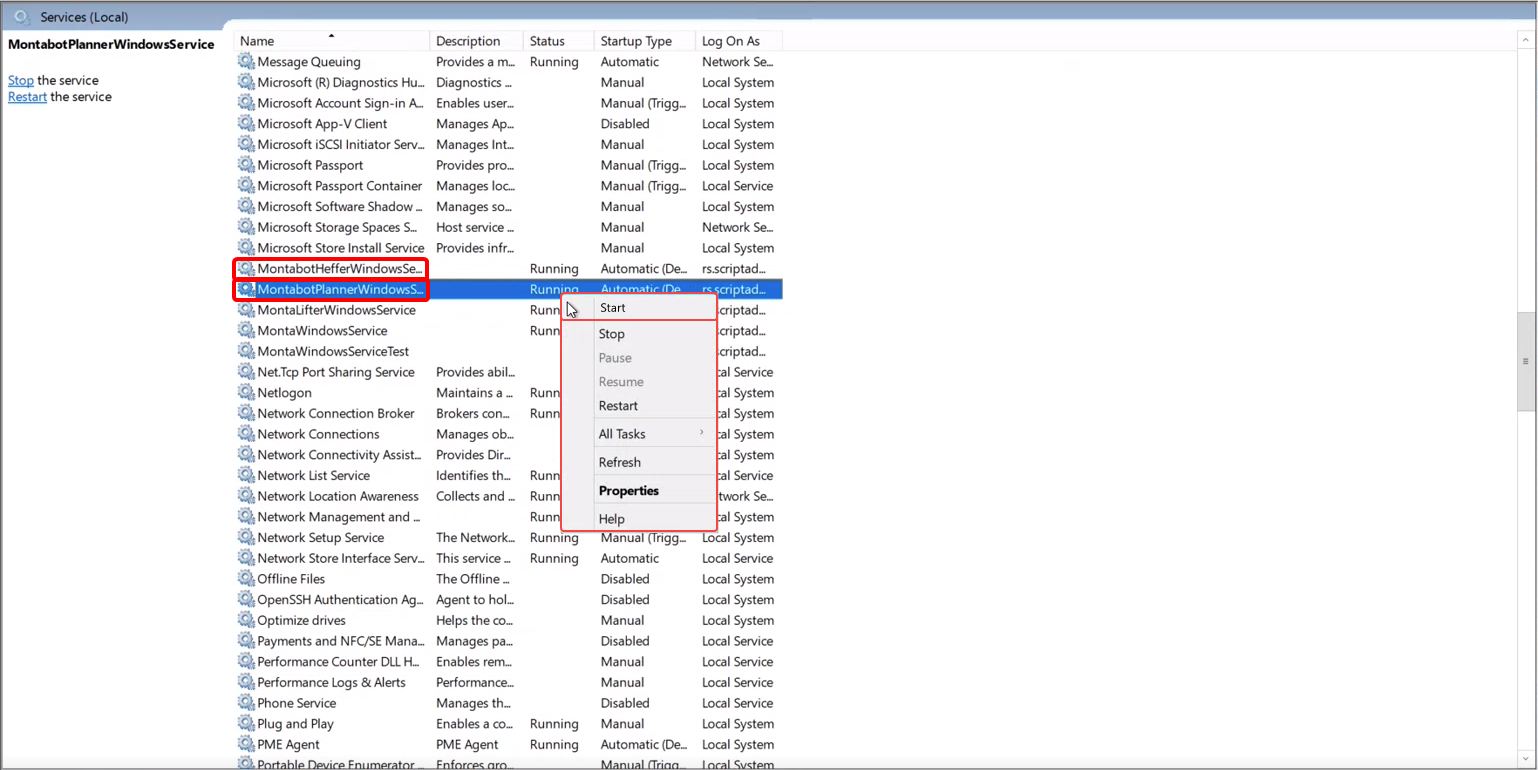 Services (Local)
MontabotPlannerWindowsService
Stop the service
Restart the service
Name Description Status Startup Type Log On As
Message Queuing Provides a m... Running Automatic Network Se...
Microsoft (R) Diagnostics Hu... Diagnostics ... Manual Local System
Microsoft Account Sign-in A... Enables user... Manual (Trigg... Local System
Microsoft App-V Client Manages Ap... Disabled Local System
Microsoft iSCSI Initiator Serv... Manages Int... Manual Local System
Microsoft Passport Provides pro... Manual (Trigg... Local System
Microsoft Passport Container Manages loc... Manual (Trigg... Local Service
Microsoft Software Shadow ... Manages so... Manual Local System
Microsoft Storage Spaces S... Host service ... Manual Network Se...
Microsoft Store Install Service Provides infr... Manual Local System
MontabotHefferWindowsSe... Running Automatic (De... rs.scriptad...
MontabotPlannerWindowsS... Running Automatic (De... rs.scriptad...
MontaLifterWindowsService Runn criptad...
MontaWindowsService Runn criptad...
MontaWindowsServiceTest criptad...
Net.Tcp Port Sharing Service Provides abil... cal Service
Netlogon Maintains a ... Runn cal System
Network Connection Broker Brokers con... Runn cal System
Network Connections Manages ob... cal System
Network Connectivity Assist... Provides Dir... cal System
Network List Service Identifies th... Runn cal Service
Network Location Awareness Collects and ... Runn twork Se...
Network Management and ... Runn cal System
Network Setup Service The Network... Running Manual (Trigg... Local System
Network Store Interface Serv... This service ... Running Automatic Local Service
Offline Files The Offline ... Disabled Local System
OpenSSH Authentication Ag... Agent to hol... Disabled Local System
Optimize drives Helps the co... Manual Local System
Payments and NFC/SE Mana... Manages pa... Disabled Local Service
Performance Counter DLL H... Enables rem... Manual Local Service
Performance Logs & Alerts Performance... Manual Local Service
Phone Service Manages th... Disabled Local Service
Plug and Play Enables a co... Running Manual Local System
PME Agent PME Agent Running Automatic (De... Local System
Portable Device Enumerator ... Enforces gro... Manual (Trigg... Local System
Start
Stop
Pause
Resume
Restart
All Tasks
Refresh
Properties
Help